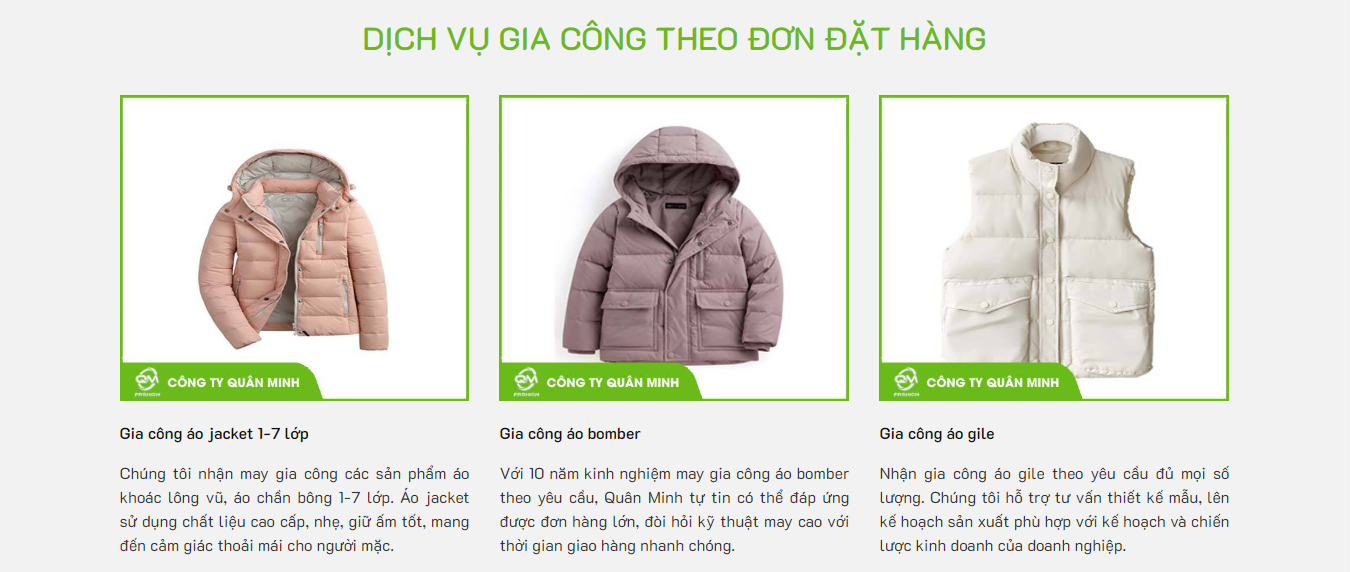 DỊCH VỤ GIA CÔNG THEO ĐƠN ĐẶT HÀNG
QM
FASHION
CÔNG TY QUÂN MINH
QM
FASHION
CÔNG TY QUÂN MINH
QM
FASHION
CÔNG TY QUÂN MINH
Gia công áo jacket 1-7 lớp
Chúng tôi nhận may gia công các sản phẩm áo
khoác lông vũ, áo chần bông 1-7 lớp. Áo jacket
sử dụng chất liệu cao cấp, nhẹ, giữ ấm tốt, mang
đến cảm giác thoải mái cho người mặc.
Gia công áo bomber
Với 10 năm kinh nghiệm may gia công áo bomber
theo yêu cầu, Quân Minh tự tin có thể đáp ứng
được đơn hàng lớn, đòi hỏi kỹ thuật may cao với
thời gian giao hàng nhanh chóng.
Gia công áo gile
Nhận gia công áo gile theo yêu cầu đủ mọi số
lượng. Chúng tôi hỗ trợ tư vấn thiết kế mẫu, lên
kế hoạch sản xuất phù hợp với kế hoạch và chiến
lược kinh doanh của doanh nghiệp.